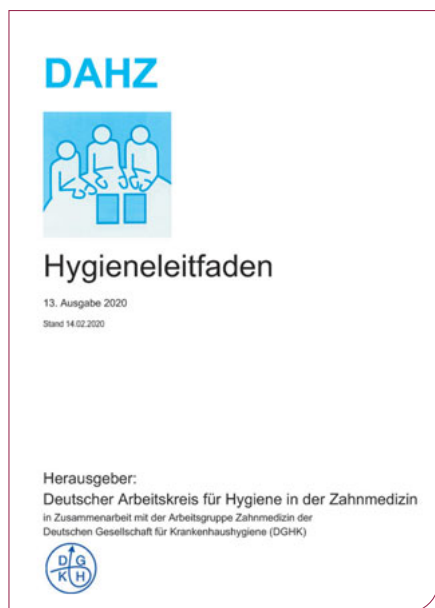 DAHZ
Hygieneleitfaden
13. Ausgabe 2020
Stand 14.02.2020
Herausgeber:
Deutscher Arbeitskreis für Hygiene in der Zahnmedizin
in Zusammenarbeit mit der Arbeitsgruppe Zahnmedizin der
Deutschen Gesellschaft für Krankenhaushygiene (DGHK)
D G
K H